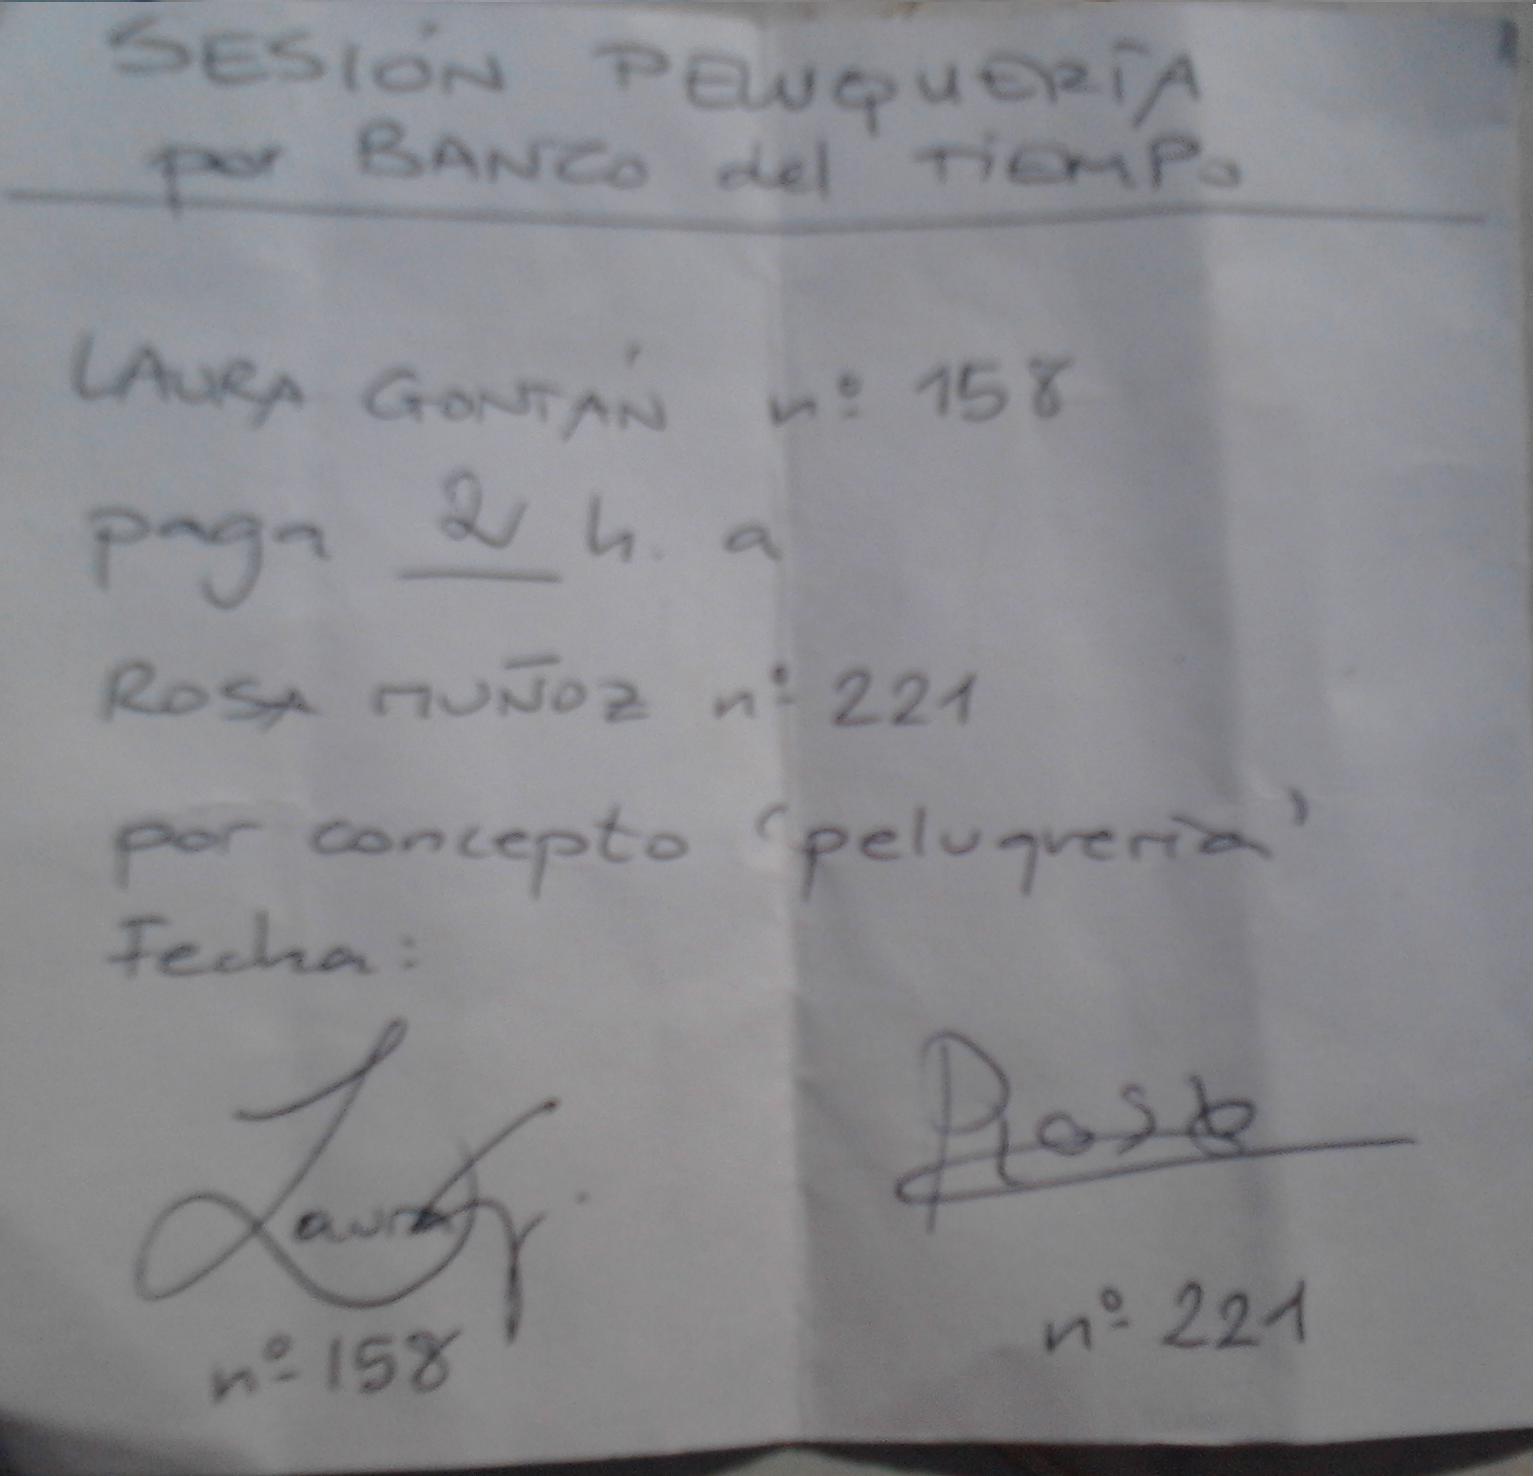 SESIÓN PELUQUERÍA
por BANCO del TIEMPO
LAURA GONTÁN nº 158
paga 2 h. a
ROSA MUÑOZ nº 221
por concepto 'peluquería'
Fecha:
Laura
Rosa
nº 158
nº 221